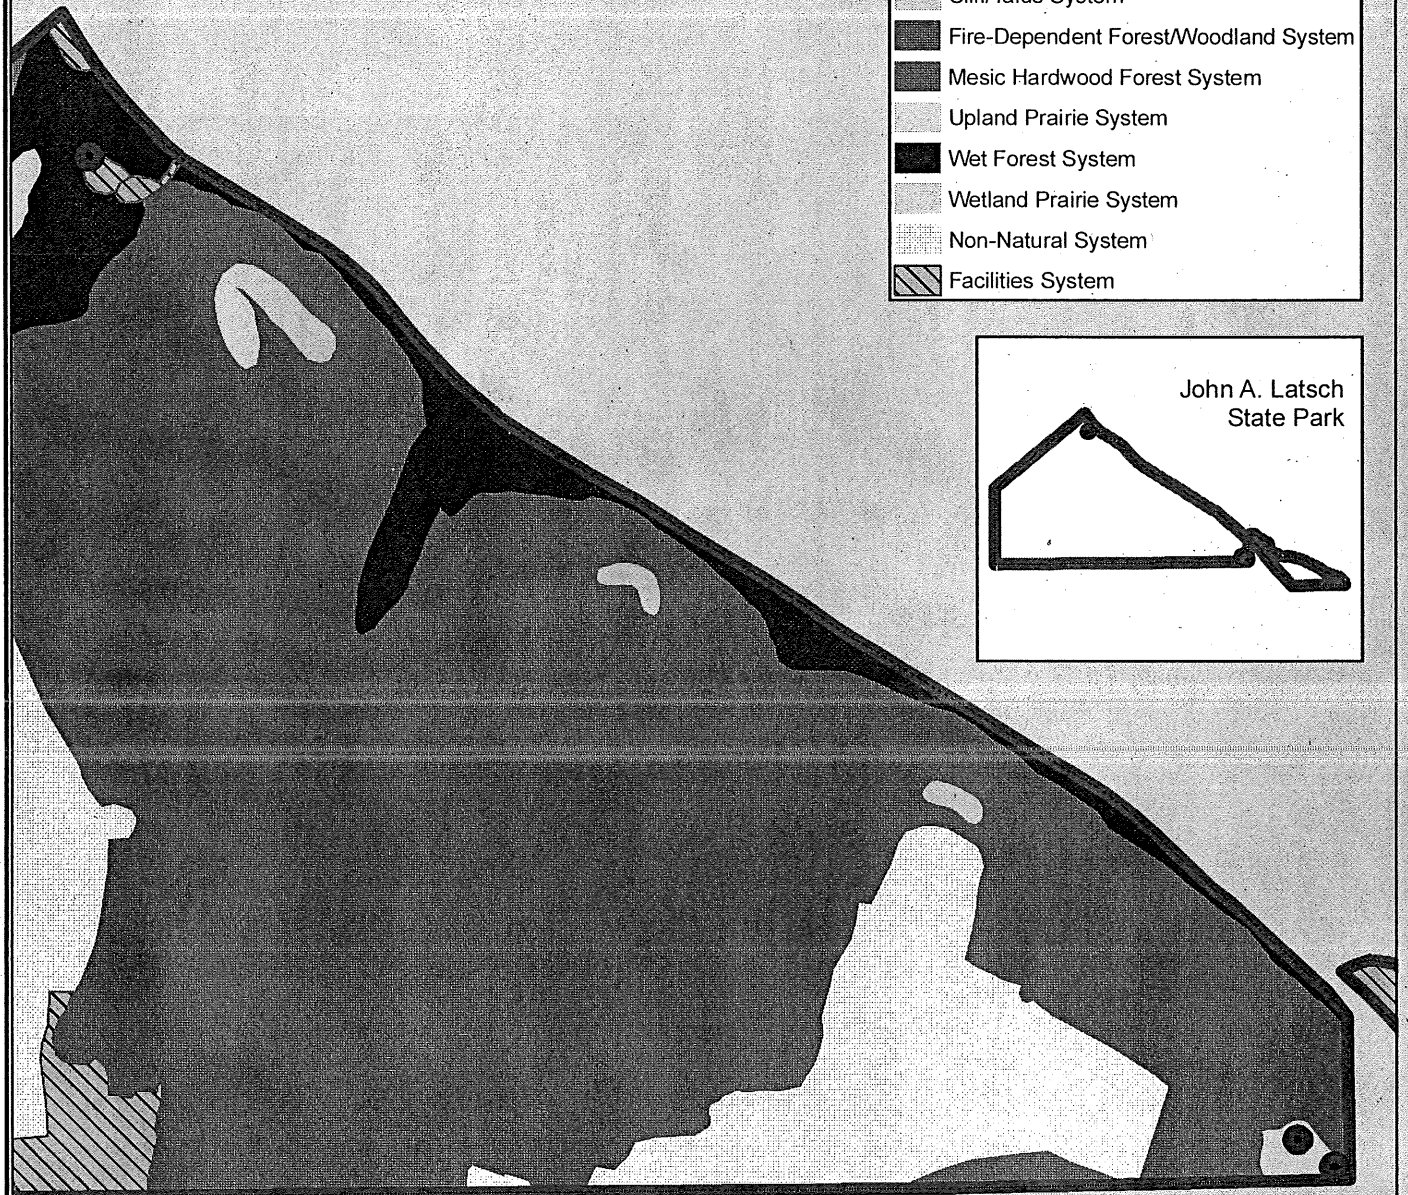 Fire-Dependent Forest/Woodland System
Mesic Hardwood Forest System
Upland Prairie System
Wet Forest System
Wetland Prairie System
Non-Natural System
Facilities System
John A. Latsch
State Park